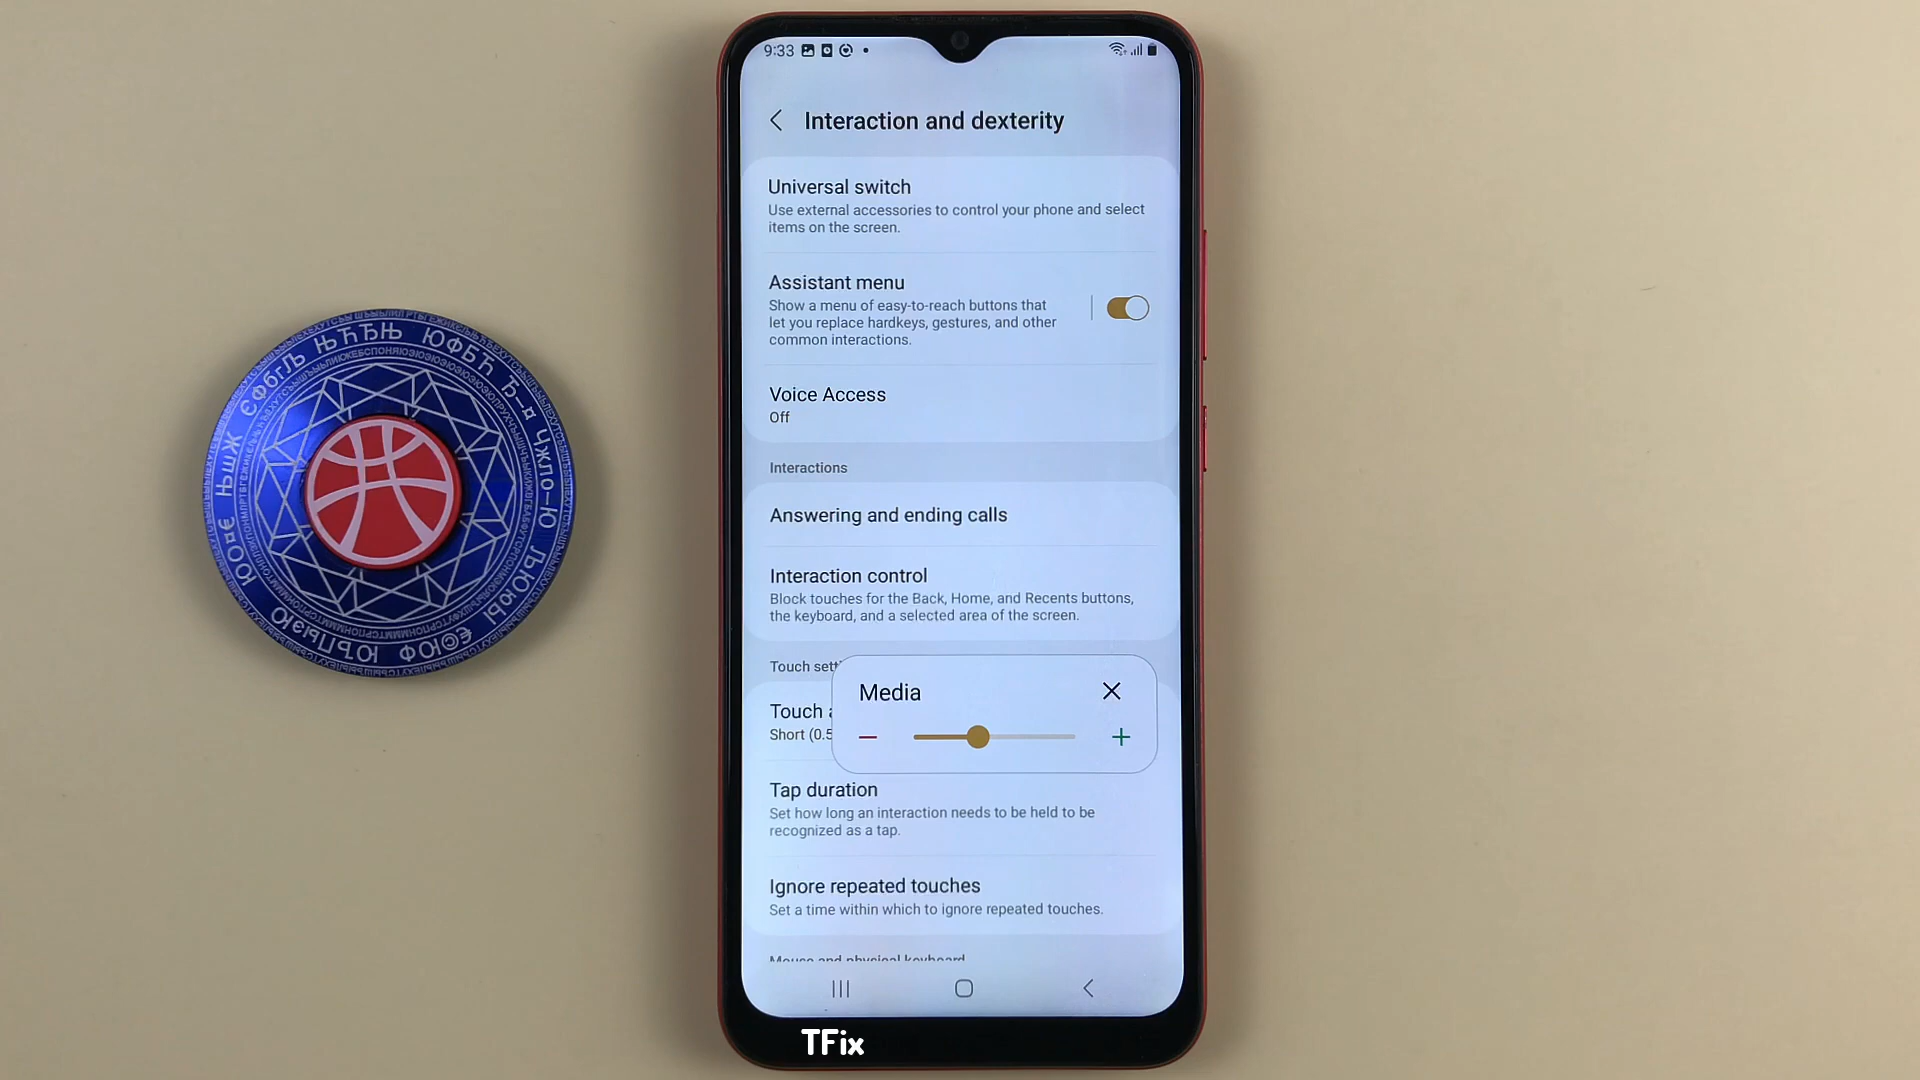 9:33
Interaction and dexterity
Universal switch
Use external accessories to control your phone and select
items on the screen.
Assistant menu
Show a menu of easy-to-reach buttons that
let you replace hardkeys, gestures, and other
common interactions.
Voice Access
Off
Interactions
Answering and ending calls
Interaction control
Block touches for the Back, Home, and Recents buttons,
the keyboard, and a selected area of the screen.
Touch
Media
Touch
Short (0.5
Tap duration
Set how long an interaction needs to be held to be
recognized as a tap.
Ignore repeated touches
Set a time within which to ignore repeated touches.
Mouse and physical keyboard
TFix
ЊЋЂЊ
ЮФБЋ